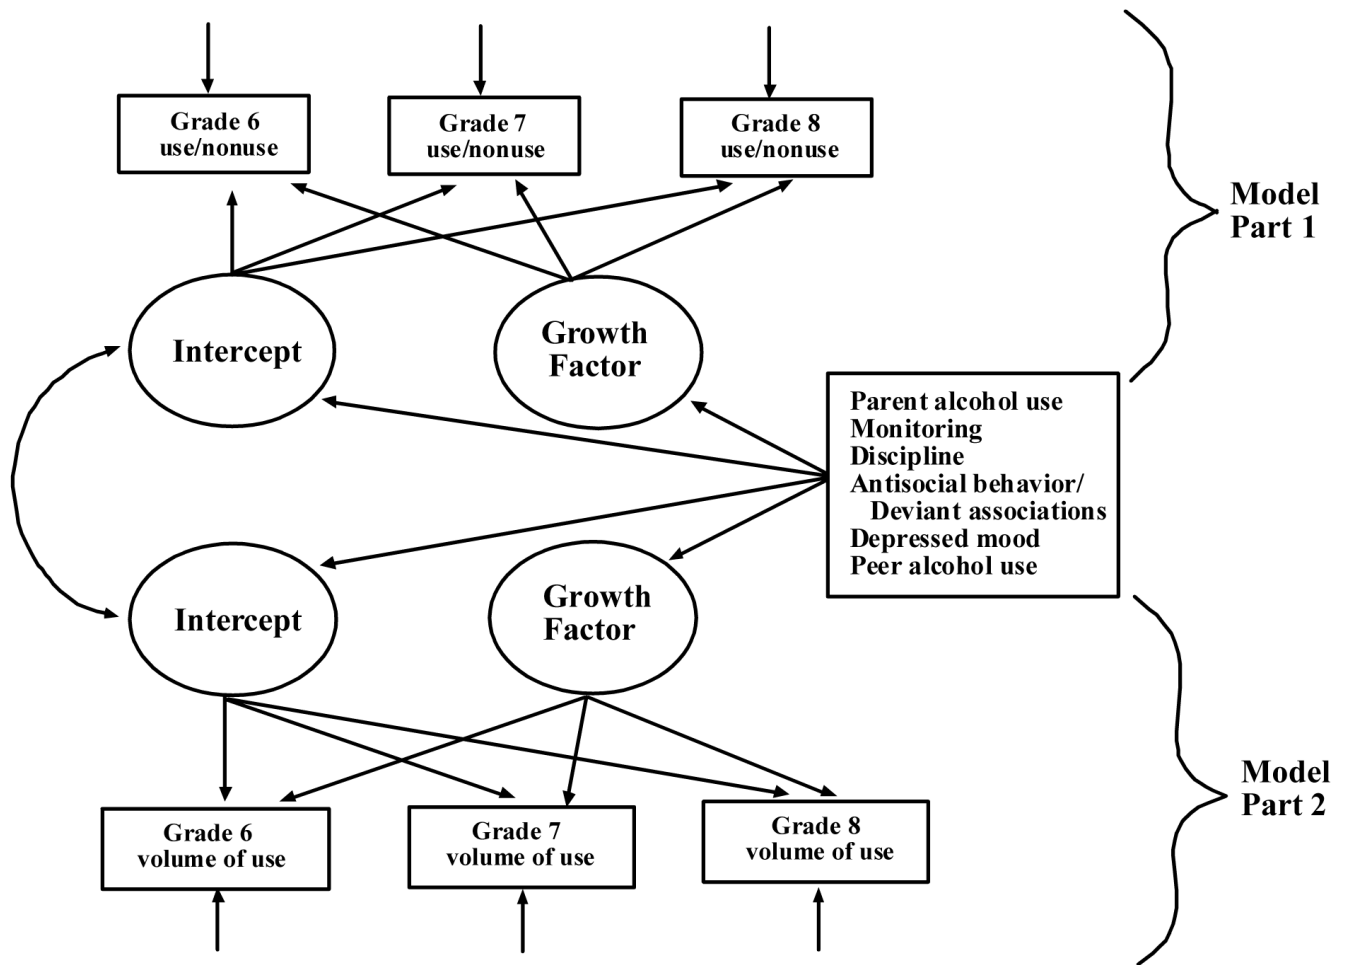 Grade 6
use/nonuse
Grade 7
use/nonuse
Grade 8
use/nonuse
Model
Part 1
Intercept
Growth
Factor
Parent alcohol use
Monitoring
Discipline
Antisocial behavior/
Deviant associations
Depressed mood
Peer alcohol use
Intercept
Growth
Factor
Model
Part 2
Grade 6
volume of use
Grade 7
volume of use
Grade 8
volume of use